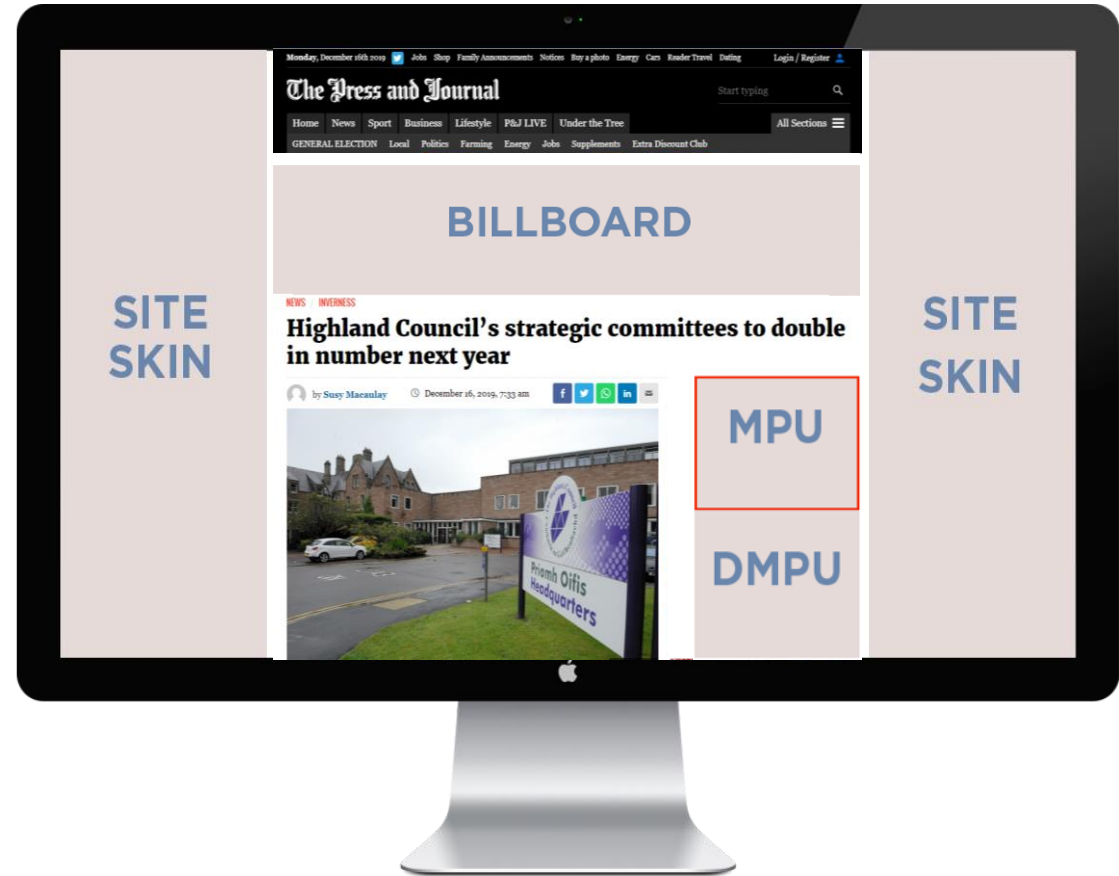 Monday, December 16th 2019 Jobs Shop Family Announcements Notices Buy a photo Energy Cars Reader Travel Dating Login / Register
The Press and Journal
Start typing
Home News Sport Business Lifestyle P&J LIVE Under the Tree All Sections
GENERAL ELECTION Local Politics Farming Energy Jobs Supplements Extra Discount Club
BILLBOARD
SITE
SKIN
NEWS / INVERNESS
Highland Council's strategic committees to double
in number next year
by Susy Macaulay December 16, 2019, 7:33 am
f in
Priomh Oifis
Headquarters
MPU
DMPU
SITE
SKIN